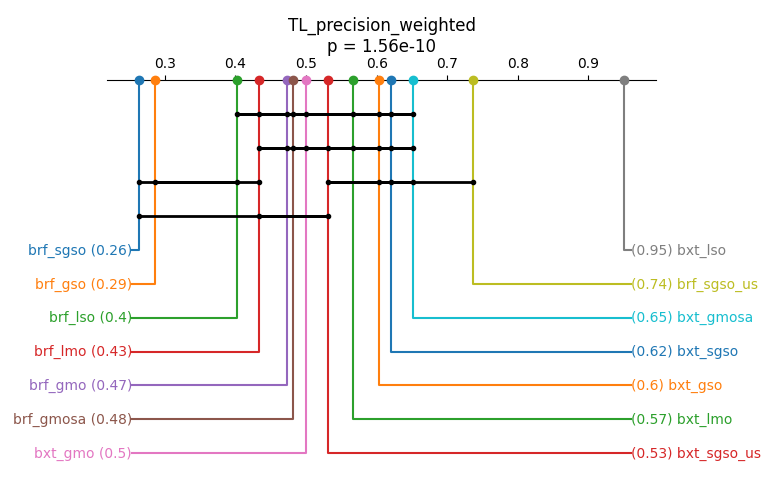 TL_precision_weighted
p = 1.56e-10
0.3 0.4 0.5 0.6 0.7 0.8 0.9
brf_sgso (0.26) (0.95) bxt_lso
brf_gso (0.29) (0.74) brf_sgso_us
brf_lso (0.4) (0.65) bxt_gmosa
brf_lmo (0.43) (0.62) bxt_sgso
brf_gmo (0.47) (0.6) bxt_gso
brf_gmosa (0.48) (0.57) bxt_lmo
bxt_gmo (0.5) (0.53) bxt_sgso_us